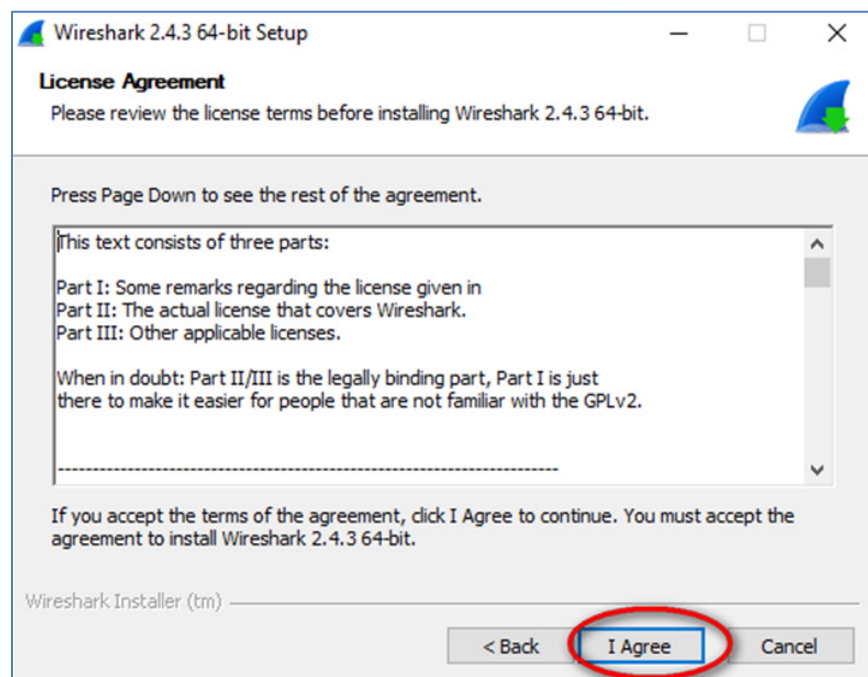 Wireshark 2.4.3 64-bit Setup
License Agreement
Please review the license terms before installing Wireshark 2.4.3 64-bit.
Press Page Down to see the rest of the agreement.
This text consists of three parts:
Part I: Some remarks regarding the license given in
Part II: The actual license that covers Wireshark.
Part III: Other applicable licenses.
When in doubt: Part II/III is the legally binding part, Part I is just
there to make it easier for people that are not familiar with the GPLv2.
------------------------------------------------------------------------
If you accept the terms of the agreement, click I Agree to continue. You must accept the
agreement to install Wireshark 2.4.3 64-bit.
Wireshark Installer (tm)
< Back I Agree Cancel